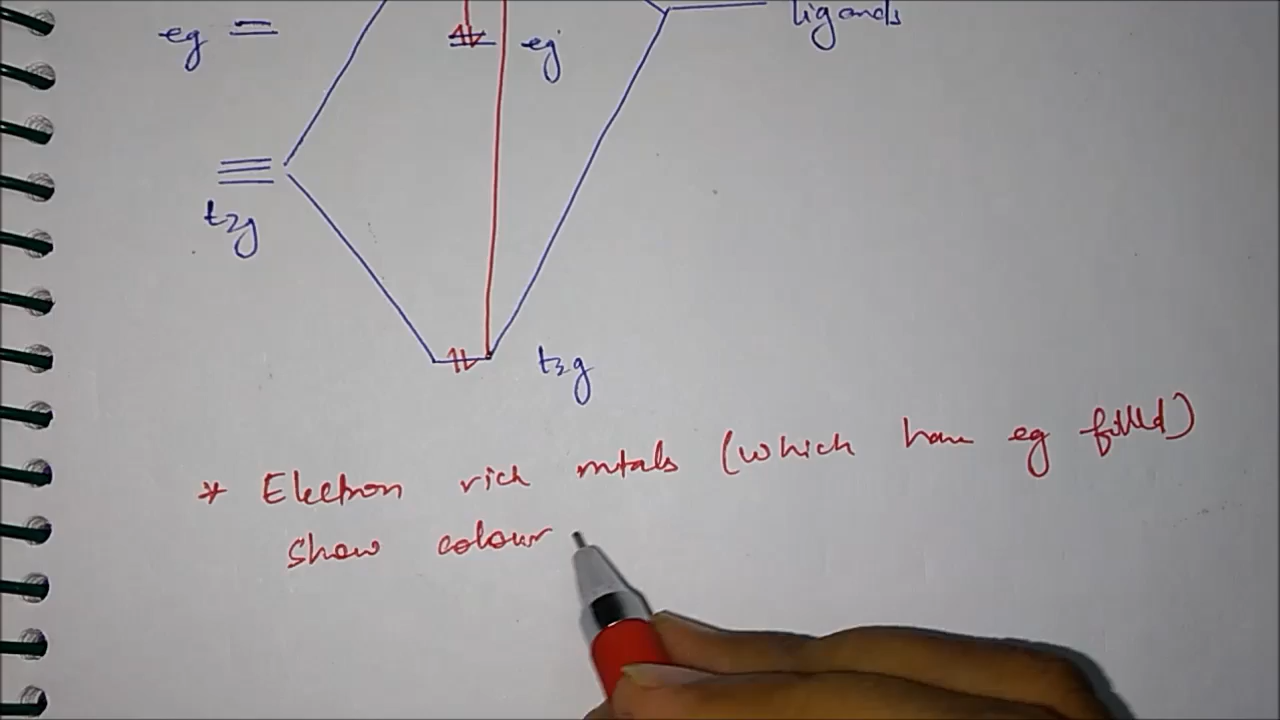 ligands
eg
eg
t2g
t2g
* Electron rich metals (which have eg filled)
show colour